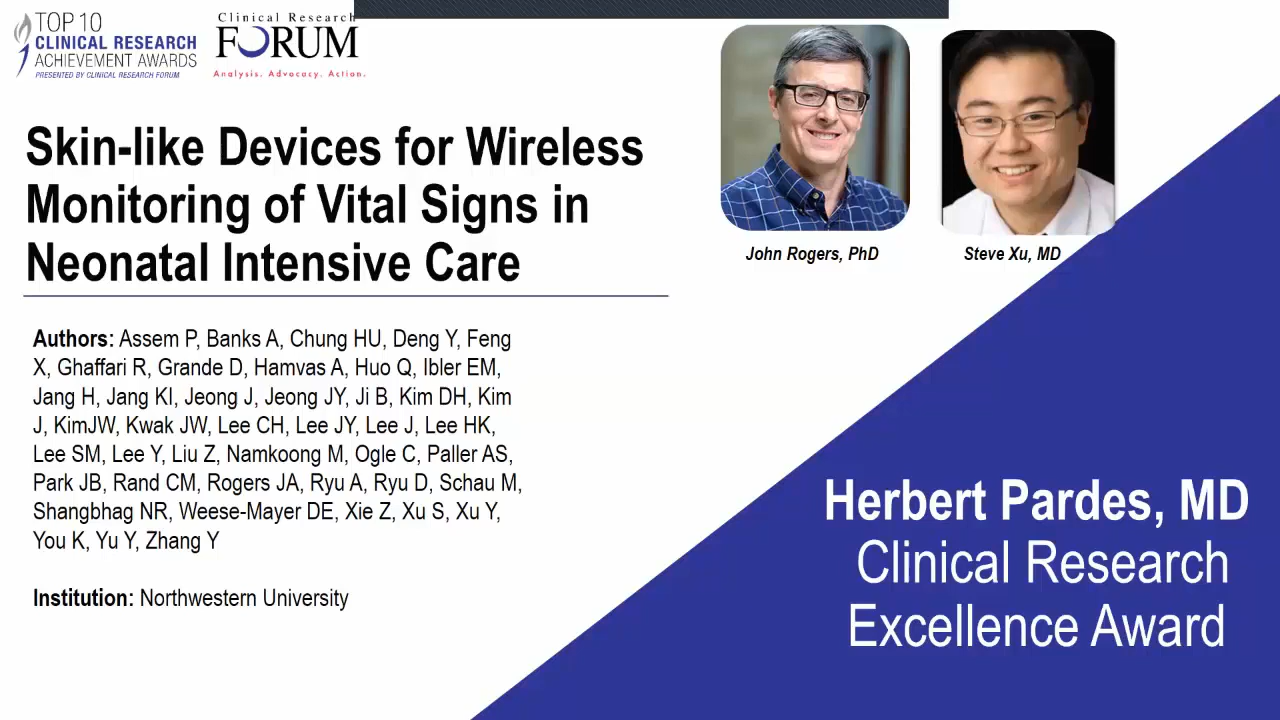 TOP 10
CLINICAL RESEARCH
ACHIEVEMENT AWARDS
PRESENTED BY CLINICAL RESEARCH FORUM
Clinical Research
FORUM
Analysis. Advocacy. Action.
Skin-like Devices for Wireless
Monitoring of Vital Signs in
Neonatal Intensive Care
John Rogers, PhD
Steve Xu, MD
Authors: Assem P, Banks A, Chung HU, Deng Y, Feng
X, Ghaffari R, Grande D, Hamvas A, Huo Q, Ibler EM,
Jang H, Jang KI, Jeong J, Jeong JY, Ji B, Kim DH, Kim
J, KimJW, Kwak JW, Lee CH, Lee JY, Lee J, Lee HK,
Lee SM, Lee Y, Liu Z, Namkoong M, Ogle C, Paller AS,
Park JB, Rand CM, Rogers JA, Ryu A, Ryu D, Schau M,
Shangbhag NR, Weese-Mayer DE, Xie Z, Xu S, Xu Y,
You K, Yu Y, Zhang Y
Institution: Northwestern University
Herbert Pardes, MD
Clinical Research
Excellence Award